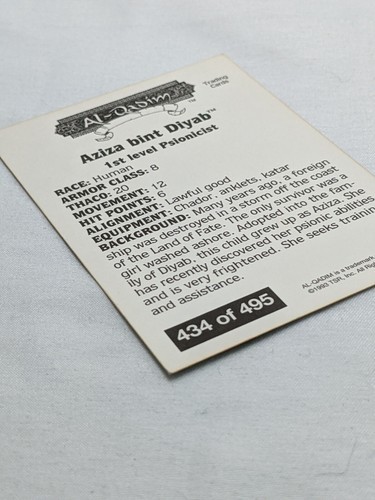 AL-QADIM™
Trading
Cards
Aziza bint Diyab™
1st level Psionicist
RACE: Human
ARMOR CLASS: 8
THAC0: 20
MOVEMENT: 12
HIT POINTS: 6
ALIGNMENT: Lawful good
EQUIPMENT: Chador, anklets, katar
BACKGROUND: Many years ago, a foreign
ship was destroyed in a storm off the coast
of the Land of Fate. The only survivor was a
girl washed ashore. Adopted into the fam-
ily of Diyab, this child grew up as Aziza. She
has recently discovered her psionic abilities
and is very frightened. She seeks training
and assistance.
434 of 495
AL-QADIM is a trademark
©1993 TSR, Inc. All